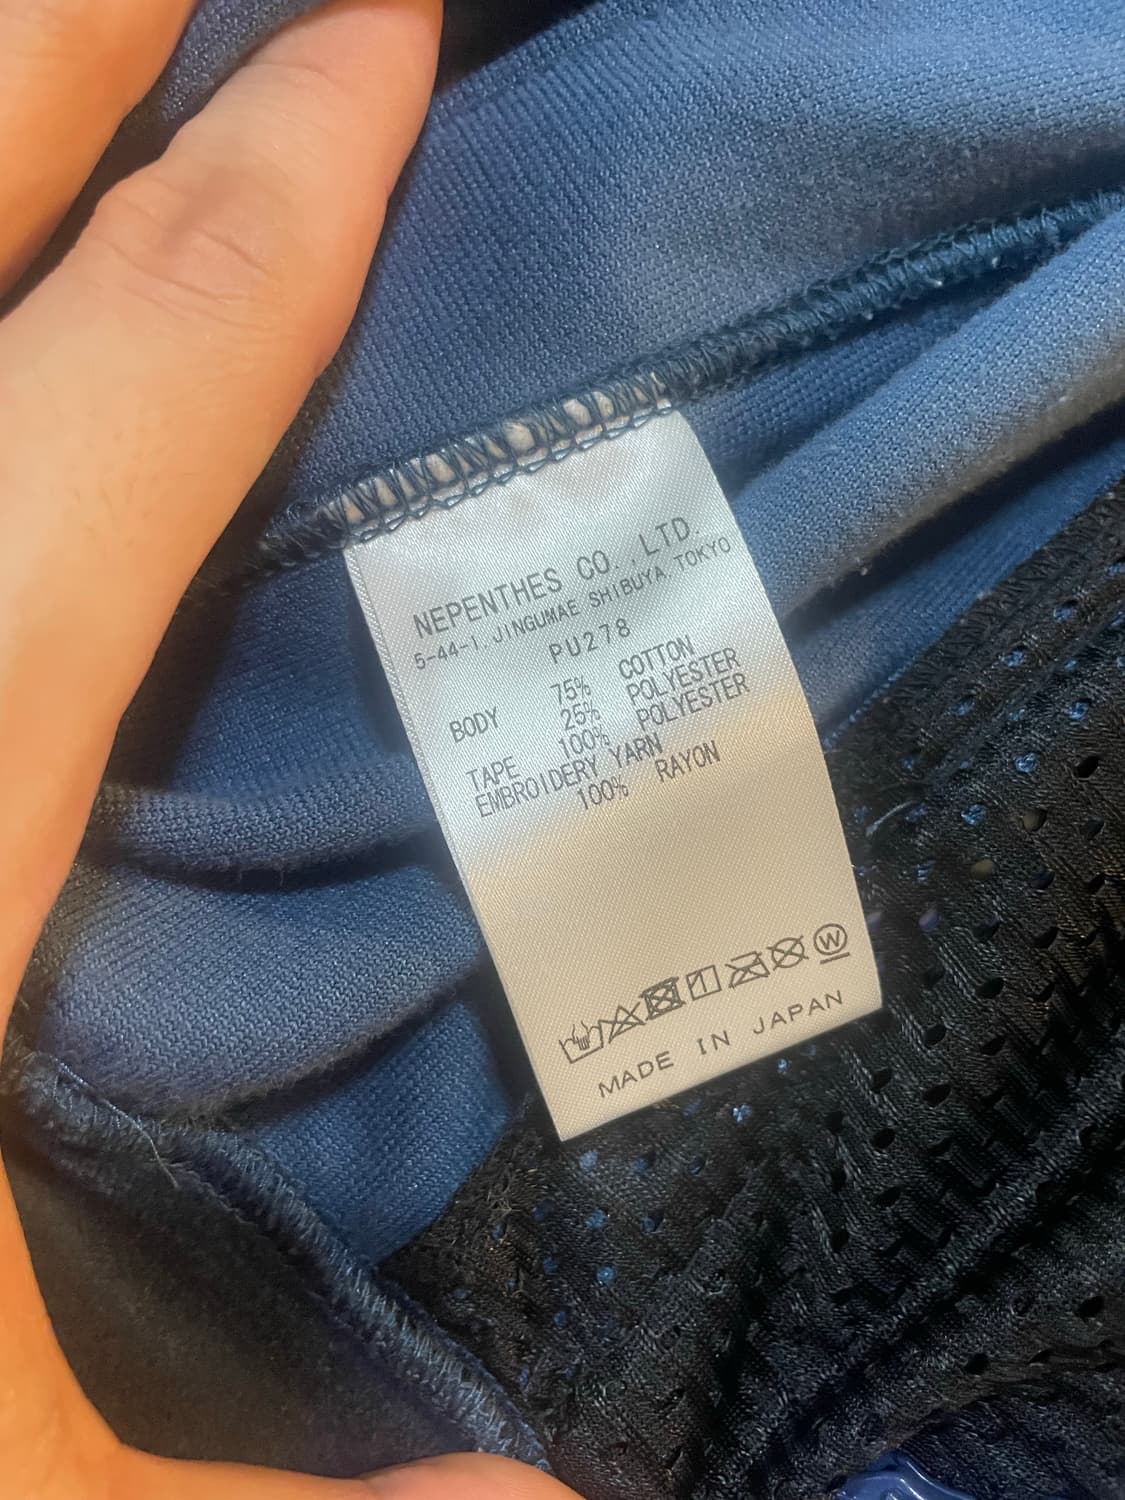 NEPENTHES CO.,LTD.
5-44-1, JINGUMAE SHIBUYA TOKYO
PU278
BODY 75% COTTON
25% POLYESTER
TAPE 100% POLYESTER
EMBROIDERY YARN
100% RAYON
W
MADE IN JAPAN